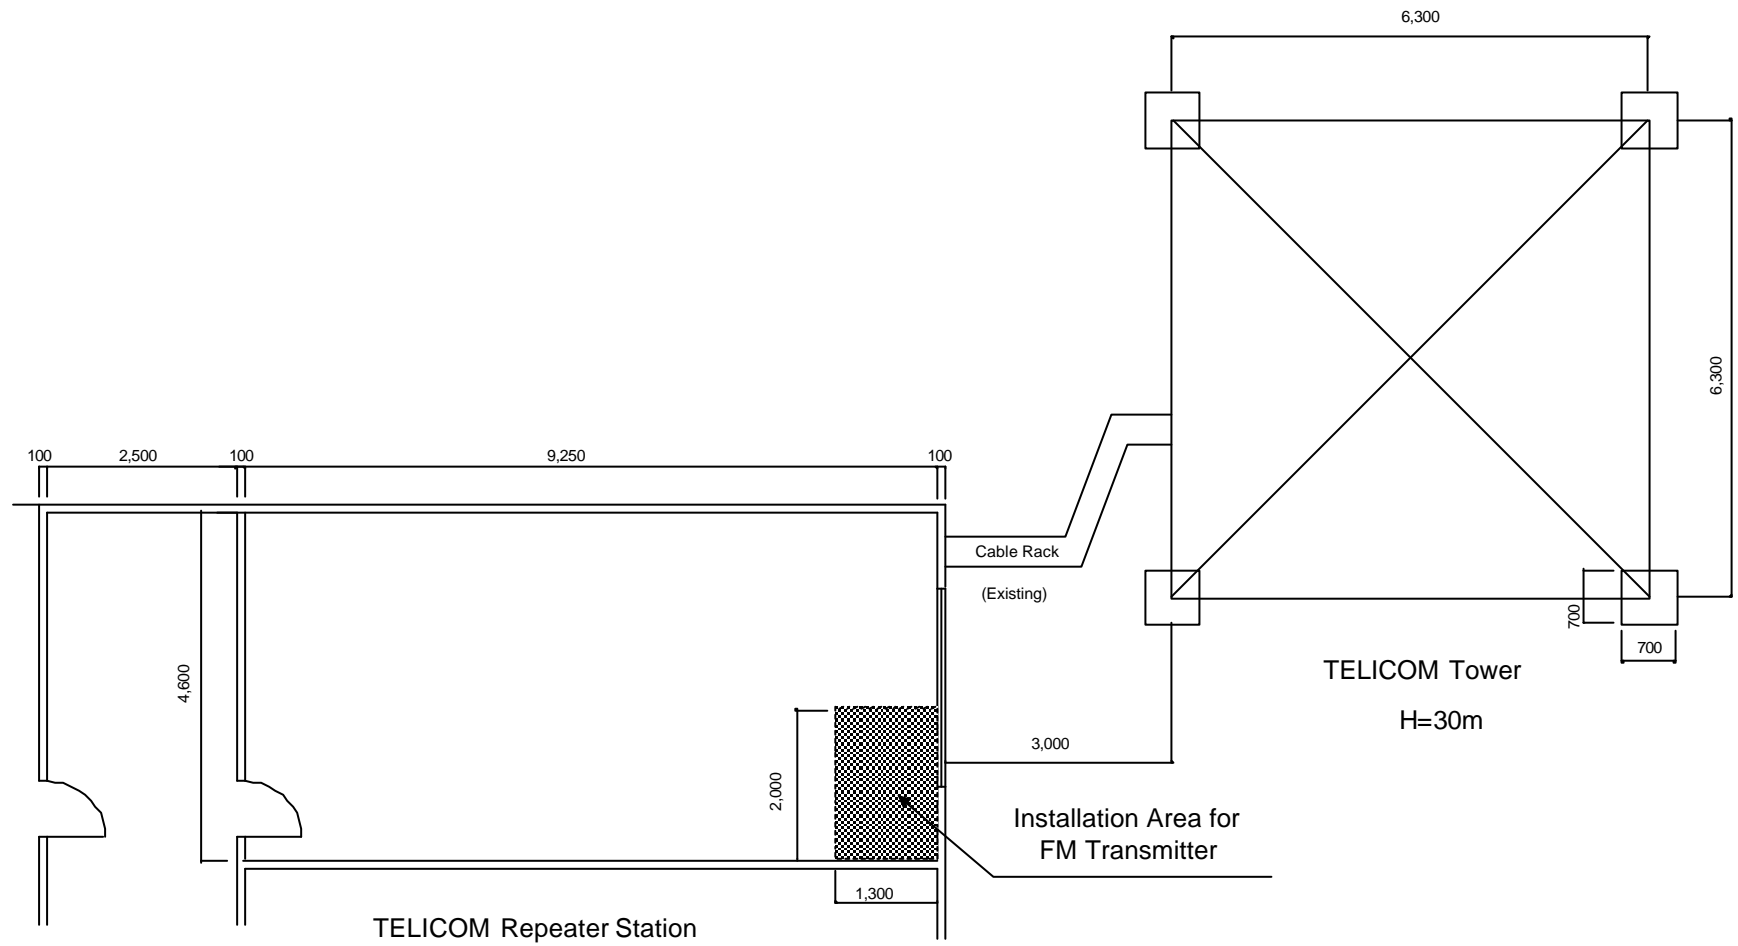 6,300
6,300
100
2,500
100
9,250
100
Cable Rack
(Existing)
700
700
4,600
TELICOM Tower
H=30m
3,000
2,000
Installation Area for
FM Transmitter
1,300
TELICOM Repeater Station